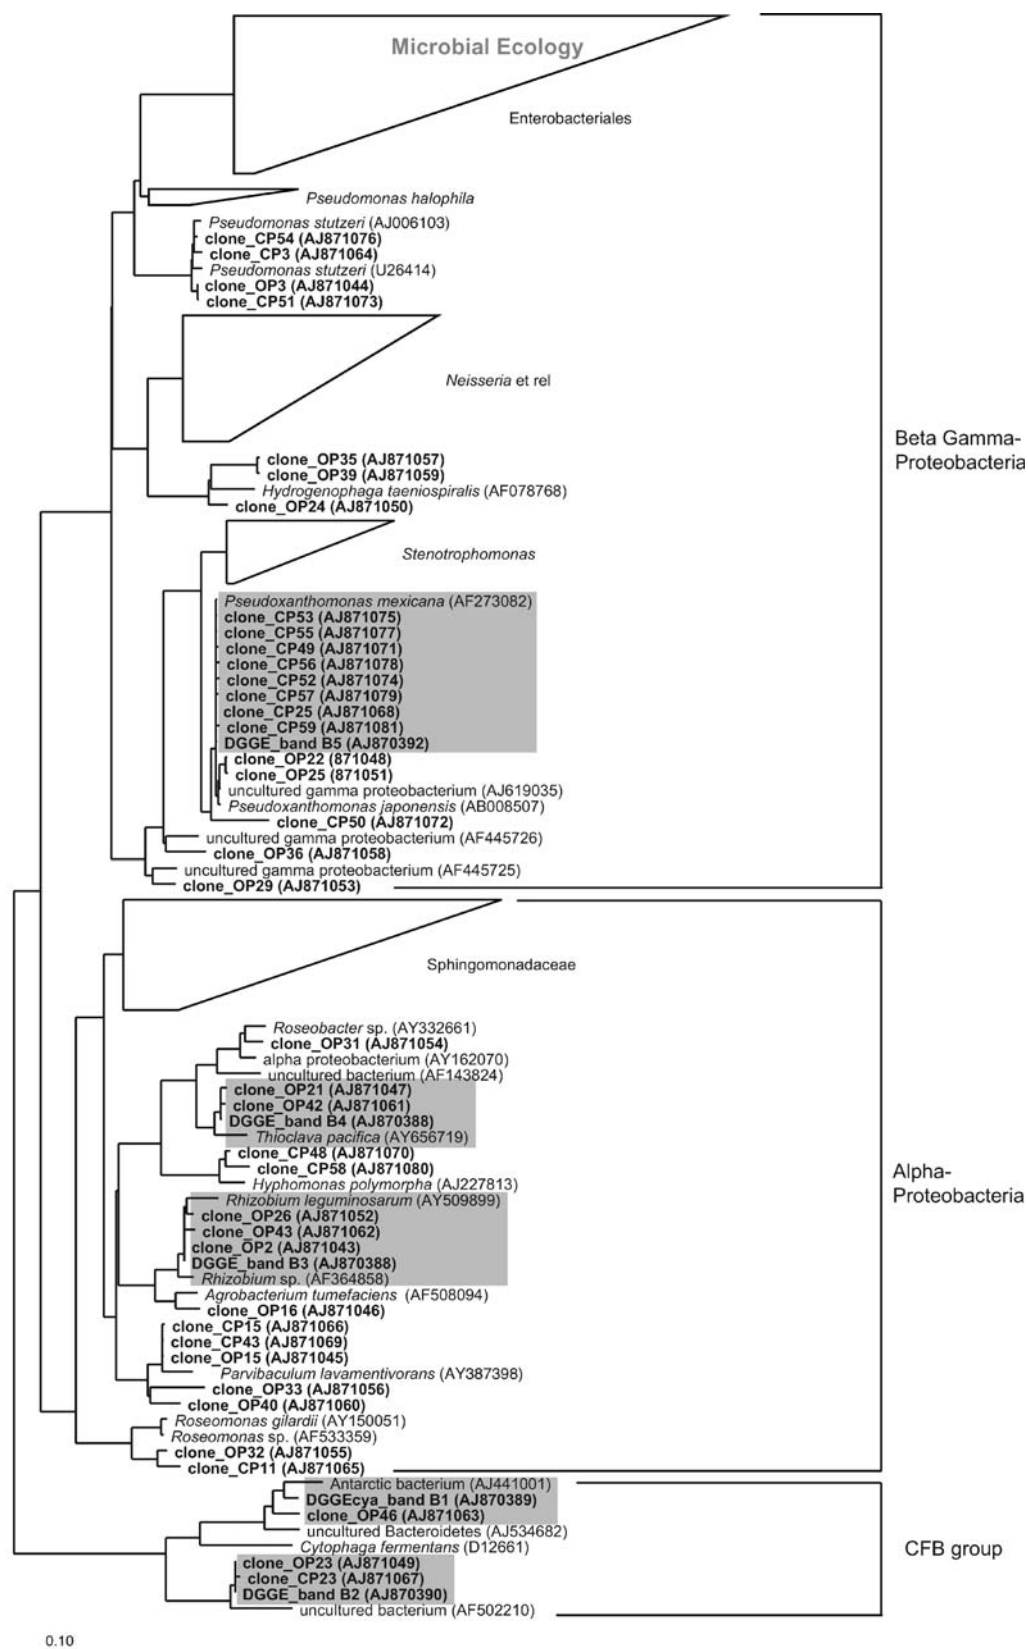 Microbial Ecology
Enterobacteriales
Pseudomonas halophila
Pseudomonas stutzeri (AJ006103)
clone_CP54 (AJ871076)
clone_CP3 (AJ871064)
Pseudomonas stutzeri (U26414)
clone_OP3 (AJ871044)
clone_CP51 (AJ871073)
Neisseria et rel
Beta Gamma-
Proteobacteria
clone_OP35 (AJ871057)
clone_OP39 (AJ871059)
Hydrogenophaga taeniospiralis (AF078768)
clone_OP24 (AJ871050)
Stenotrophomonas
Pseudoxanthomonas mexicana (AF273082)
clone_CP53 (AJ871075)
clone_CP55 (AJ871077)
clone_CP49 (AJ871071)
clone_CP56 (AJ871078)
clone_CP52 (AJ871074)
clone_CP57 (AJ871079)
clone_CP25 (AJ871068)
clone_CP59 (AJ871081)
DGGE_band B5 (AJ870392)
clone_OP22 (871048)
clone_OP25 (871051)
uncultured gamma proteobacterium (AJ619035)
Pseudoxanthomonas japonensis (AB008507)
clone_CP50 (AJ871072)
uncultured gamma proteobacterium (AF445726)
clone_OP36 (AJ871058)
uncultured gamma proteobacterium (AF445725)
clone_OP29 (AJ871053)
Sphingomonadaceae
Roseobacter sp. (AY332661)
clone_OP31 (AJ871054)
alpha proteobacterium (AY162070)
uncultured bacterium (AF143824)
clone_OP21 (AJ871047)
clone_OP42 (AJ871061)
DGGE_band B4 (AJ870388)
Thioclava pacifica (AY656719)
clone_CP48 (AJ871070)
clone_CP58 (AJ871080)
Hyphomonas polymorpha (AJ227813)
Alpha-
Proteobacteria
Rhizobium leguminosarum (AY509899)
clone_OP26 (AJ871052)
clone_OP43 (AJ871062)
clone_OP2 (AJ871043)
DGGE_band B3 (AJ870388)
Rhizobium sp. (AF364858)
Agrobacterium tumefaciens (AF508094)
clone_OP16 (AJ871046)
clone_CP15 (AJ871066)
clone_CP43 (AJ871069)
clone_OP15 (AJ871045)
Parvibaculum lavamentivorans (AY387398)
clone_OP33 (AJ871056)
clone_OP40 (AJ871060)
Roseomonas gilardii (AY150051)
Roseomonas sp. (AF533359)
clone_OP32 (AJ871055)
clone_CP11 (AJ871065)
Antarctic bacterium (AJ441001)
DGGEcya_band B1 (AJ870389)
clone_OP46 (AJ871063)
uncultured Bacteroidetes (AJ534682)
Cytophaga fermentans (D12661)
CFB group
clone_OP23 (AJ871049)
clone_CP23 (AJ871067)
DGGE_band B2 (AJ870390)
uncultured bacterium (AF502210)
0.10